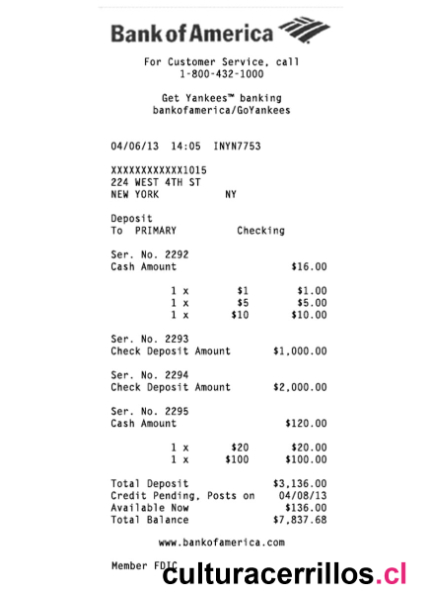 Bank of America
For Customer Service, call
1-800-432-1000
Get Yankees™ banking
bankofamerica/GoYankees
04/06/13 14:05 INYN7753
XXXXXXXXXXXX1015
224 WEST 4TH ST
NEW YORK NY
Deposit
To PRIMARY Checking
Ser. No. 2292
Cash Amount $16.00
1 x $1 $1.00
1 x $5 $5.00
1 x $10 $10.00
Ser. No. 2293
Check Deposit Amount $1,000.00
Ser. No. 2294
Check Deposit Amount $2,000.00
Ser. No. 2295
Cash Amount $120.00
1 x $20 $20.00
1 x $100 $100.00
Total Deposit $3,136.00
Credit Pending, Posts on 04/08/13
Available Now $136.00
Total Balance $7,837.68
www.bankofamerica.com
Member FDIC
culturacerrillos.cl